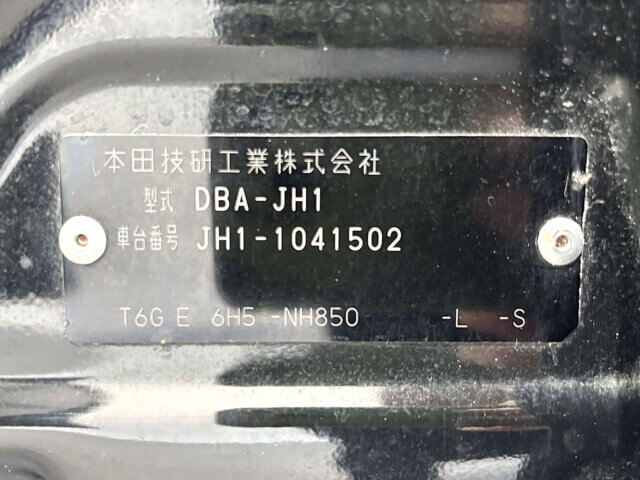 本田技研工業株式会社
型式 DBA-JH1
車台番号 JH1-1041502
T6G E 6H5 -NH850 -L -S